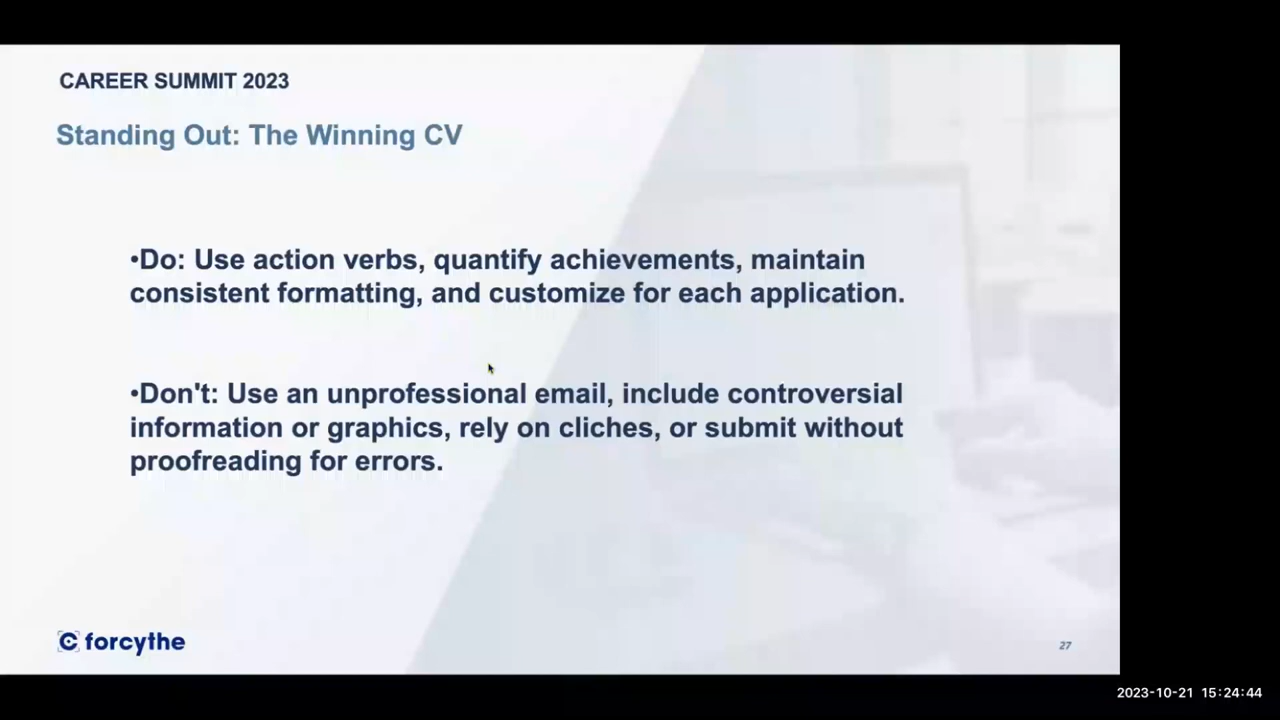 CAREER SUMMIT 2023
Standing Out: The Winning CV
•Do: Use action verbs, quantify achievements, maintain
consistent formatting, and customize for each application.
•Don't: Use an unprofessional email, include controversial
information or graphics, rely on cliches, or submit without
proofreading for errors.
forcythe
27
2023-10-21 15:24:44